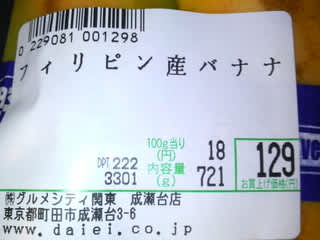 0 229081 001298
フィリピン産バナナ
100g当り
(円) 18
DPT 222 内容量
3301 (g) 721
129
お買上げ価格(円)
㈱グルメシティ関東 成瀬台店
東京都町田市成瀬台3-6
www.daiei.co.jp